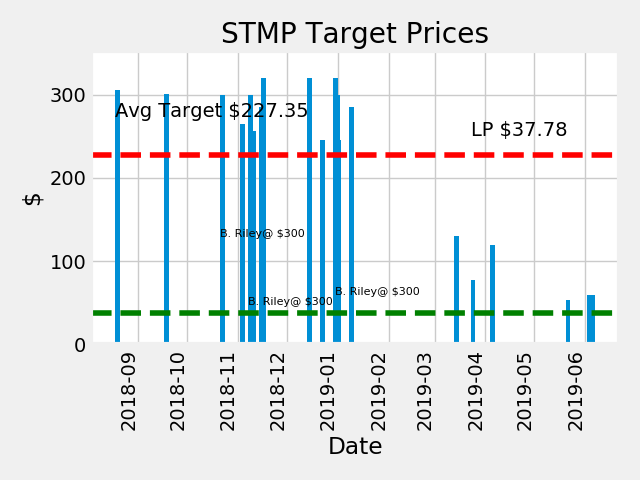 STMP Target Prices
300
200
100
0
$
Avg Target $227.35
LP $37.78
B. Riley@ $300
B. Riley@ $300
B. Riley@ $300
2018-09
2018-10
2018-11
2018-12
2019-01
2019-02
2019-03
2019-04
2019-05
2019-06
Date